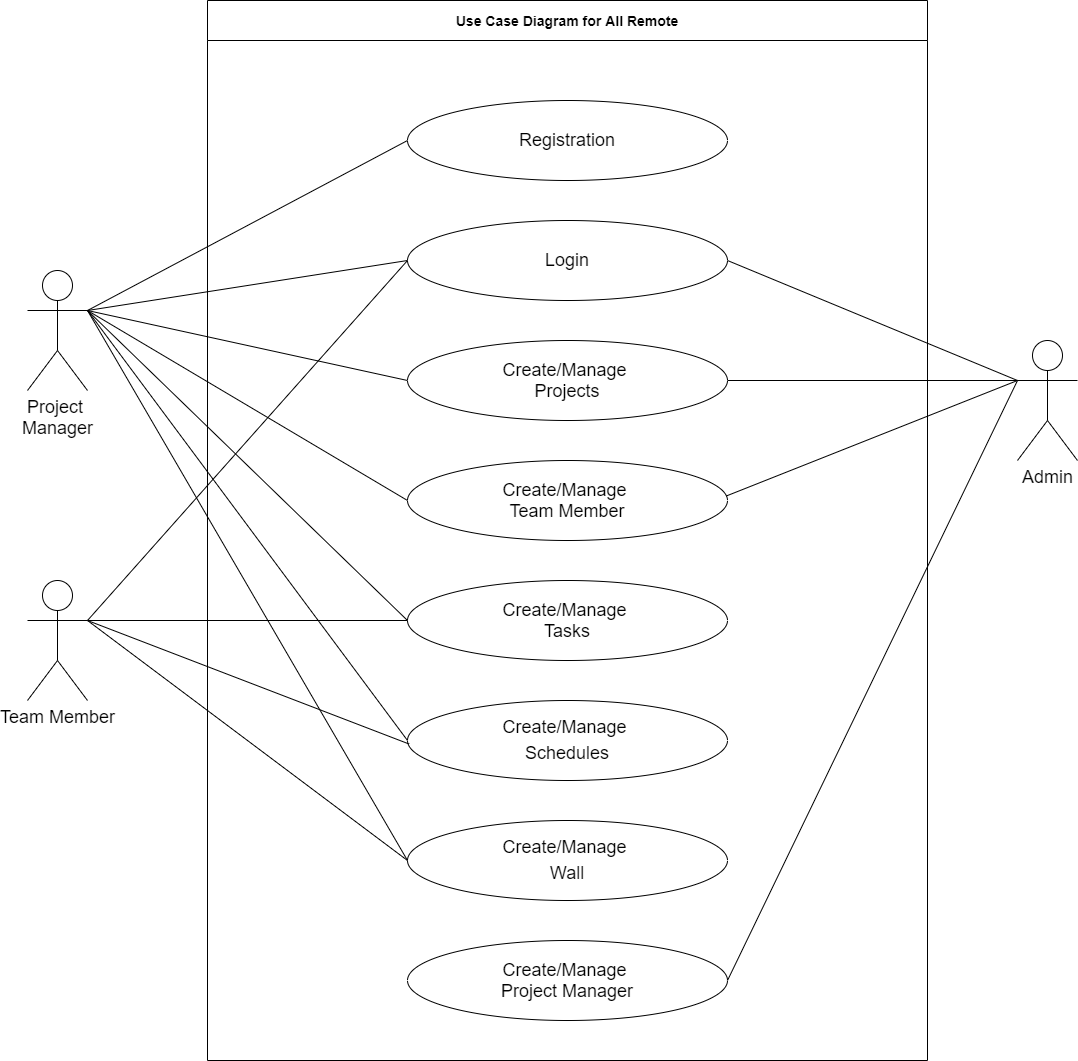 Use Case Diagram for All Remote
Registration
Login
Create/Manage
Projects
Project
Manager
Create/Manage
Team Member
Admin
Create/Manage
Tasks
Team Member
Create/Manage
Schedules
Create/Manage
Wall
Create/Manage
Project Manager